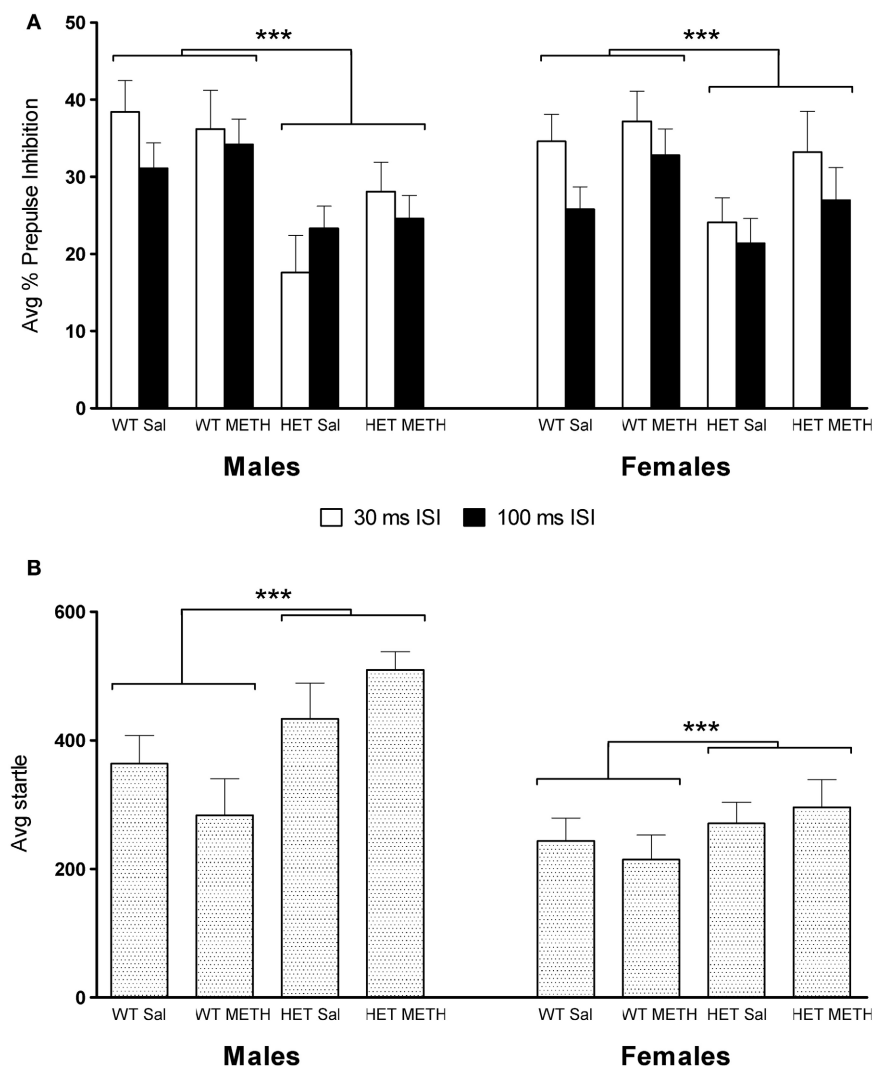 A
***
***
50
40
30
20
10
0
Avg % Prepulse Inhibition
WT Sal WT METH HET Sal HET METH WT Sal WT METH HET Sal HET METH
Males Females
30 ms ISI 100 ms ISI
B
***
***
600
400
200
0
Avg startle
WT Sal WT METH HET Sal HET METH WT Sal WT METH HET Sal HET METH
Males Females